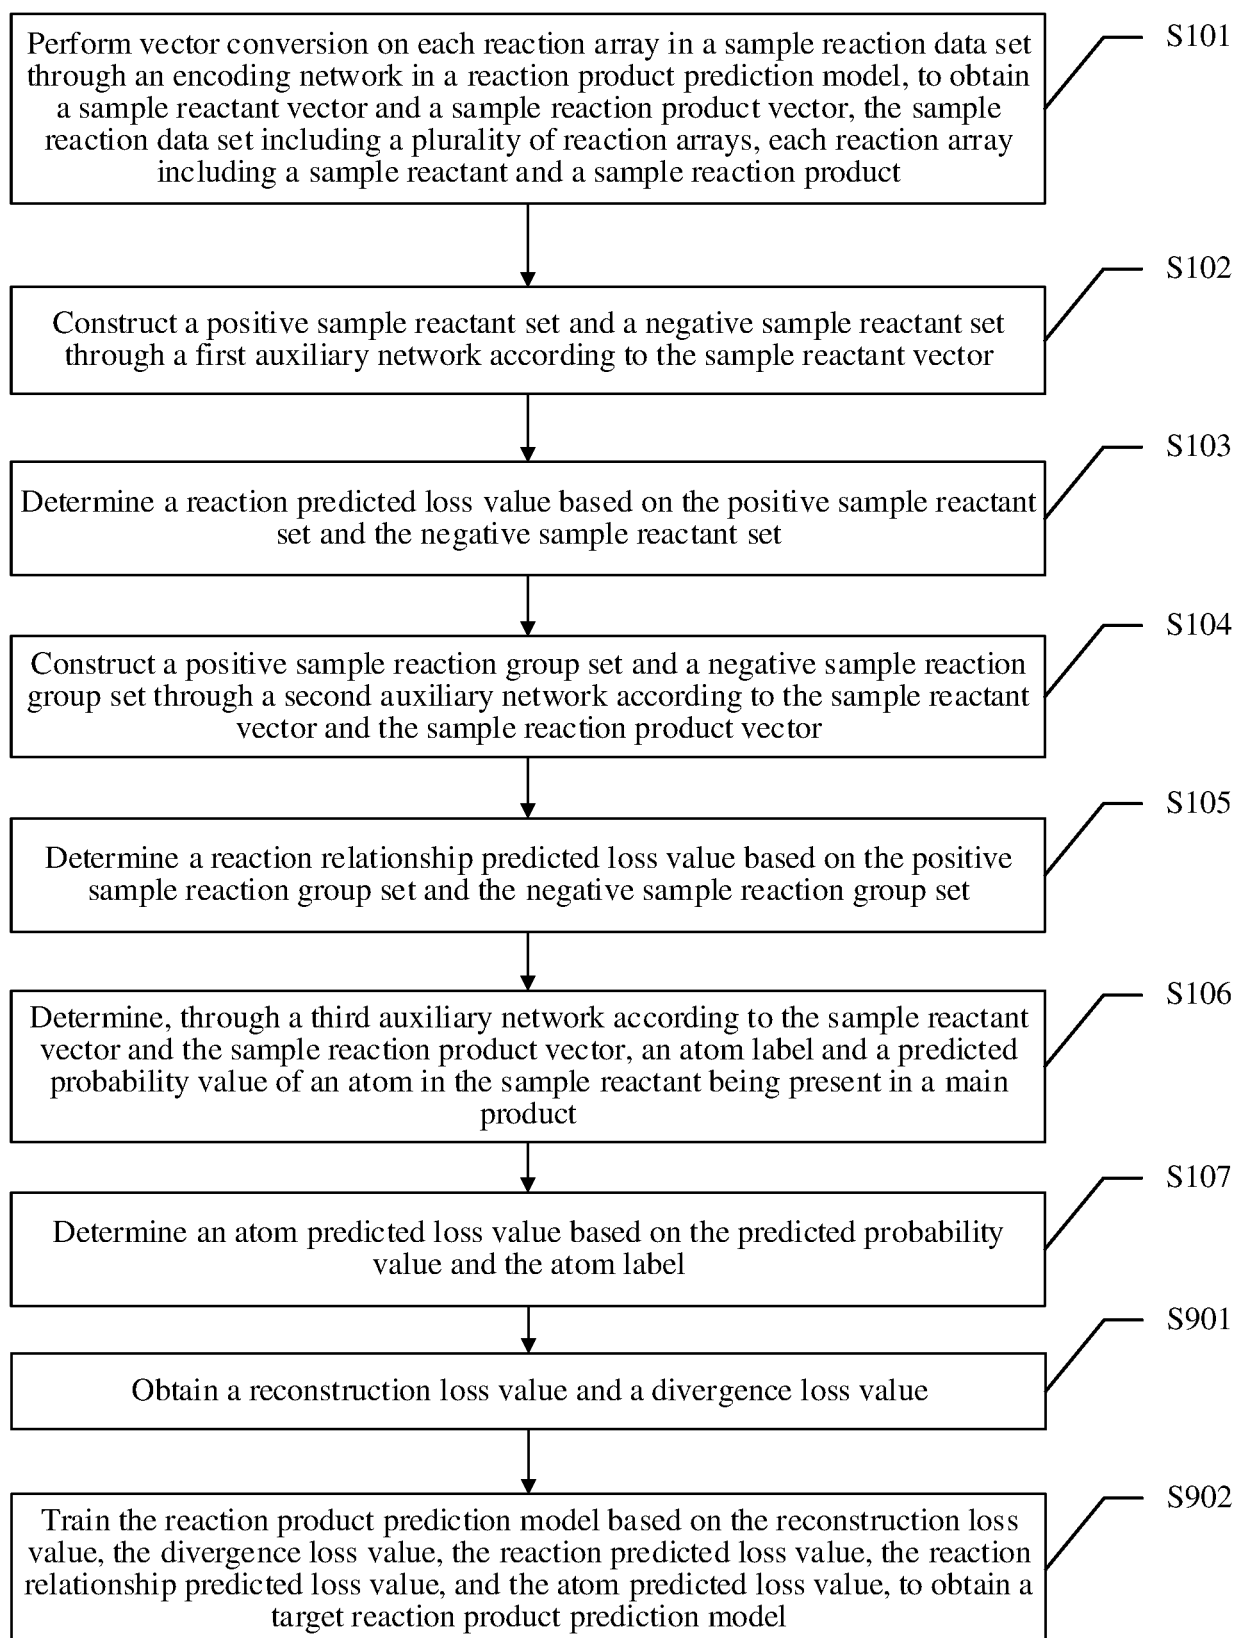 Perform vector conversion on each reaction array in a sample reaction data set
through an encoding network in a reaction product prediction model, to obtain
a sample reactant vector and a sample reaction product vector, the sample
reaction data set including a plurality of reaction arrays, each reaction array
including a sample reactant and a sample reaction product
S101
Construct a positive sample reactant set and a negative sample reactant set
through a first auxiliary network according to the sample reactant vector
S102
Determine a reaction predicted loss value based on the positive sample reactant
set and the negative sample reactant set
S103
Construct a positive sample reaction group set and a negative sample reaction
group set through a second auxiliary network according to the sample reactant
vector and the sample reaction product vector
S104
Determine a reaction relationship predicted loss value based on the positive
sample reaction group set and the negative sample reaction group set
S105
Determine, through a third auxiliary network according to the sample reactant
vector and the sample reaction product vector, an atom label and a predicted
probability value of an atom in the sample reactant being present in a main
product
S106
Determine an atom predicted loss value based on the predicted probability
value and the atom label
S107
Obtain a reconstruction loss value and a divergence loss value
S901
Train the reaction product prediction model based on the reconstruction loss
value, the divergence loss value, the reaction predicted loss value, the reaction
relationship predicted loss value, and the atom predicted loss value, to obtain a
target reaction product prediction model
S902